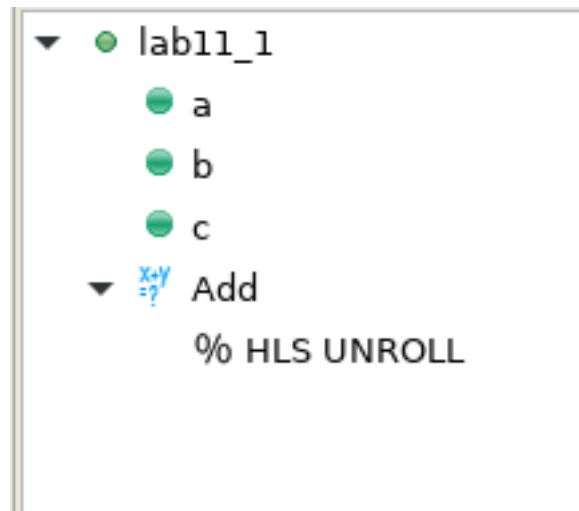 lab11_1
a
b
c
x+y
=?
Add
% HLS UNROLL